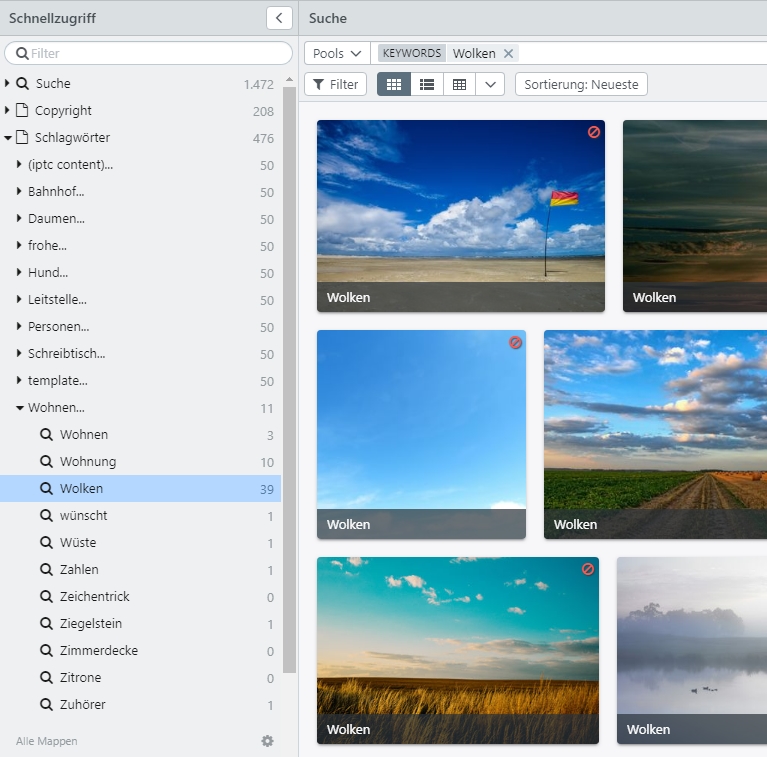 Schnellzugriff
Filter
Suche 1.472
Copyright 208
Schlagwörter 476
(iptc content)... 50
Bahnhof... 50
Daumen... 50
frohe... 50
Hund... 50
Leitstelle... 50
Personen... 50
Schreibtisch... 50
template... 50
Wohnen... 11
Wohnen 3
Wohnung 10
Wolken 39
wünscht 1
Wüste 1
Zahlen 1
Zeichentrick 0
Ziegelstein 1
Zimmerdecke 0
Zitrone 0
Zuhörer 1
Alle Mappen
Suche
Pools KEYWORDS Wolken
Filter Sortierung: Neueste
Wolken Wolken
Wolken Wolken
Wolken Wolken